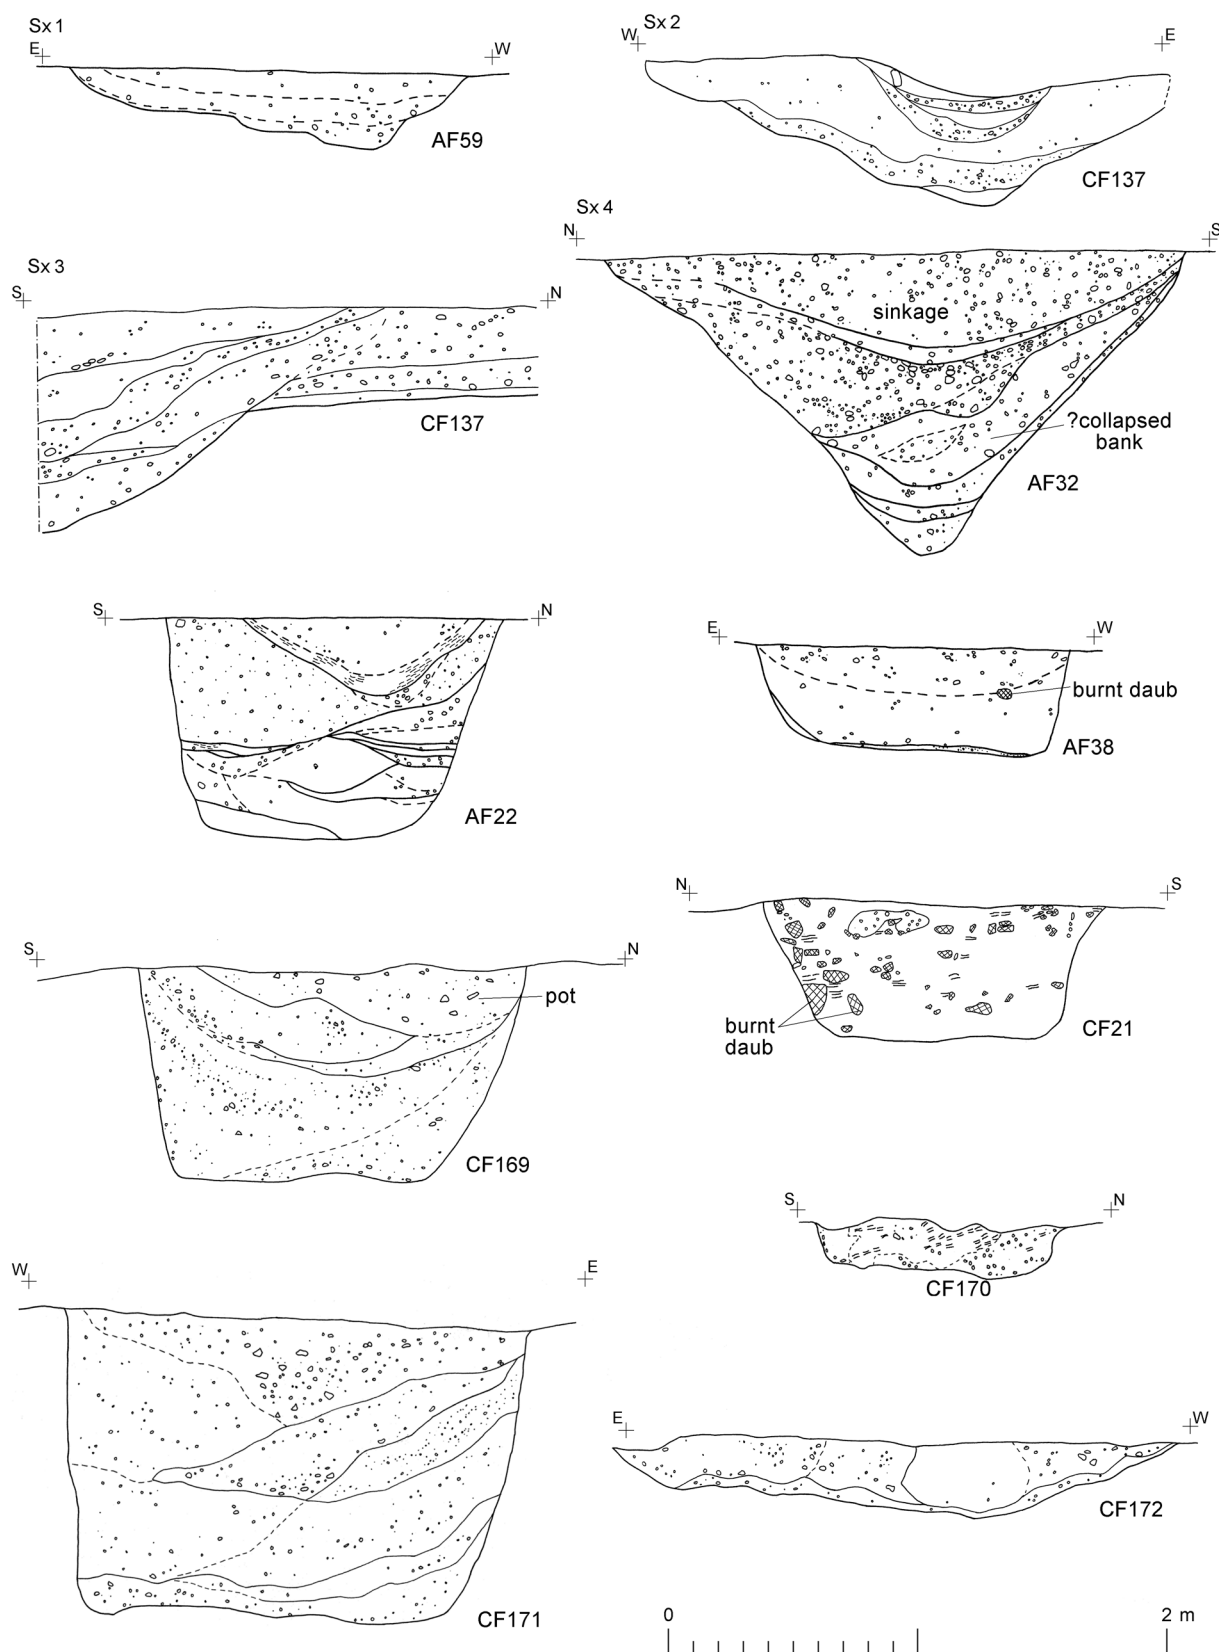 Sx 1
E W
AF59
Sx 2
W E
CF137
Sx 3
S N
CF137
Sx 4
N S
sinkage
?collapsed
bank
AF32
S N
AF22
E W
burnt daub
AF38
S N
pot
CF169
N S
burnt
daub
CF21
S N
CF170
W E
CF171
E W
CF172
0 2 m